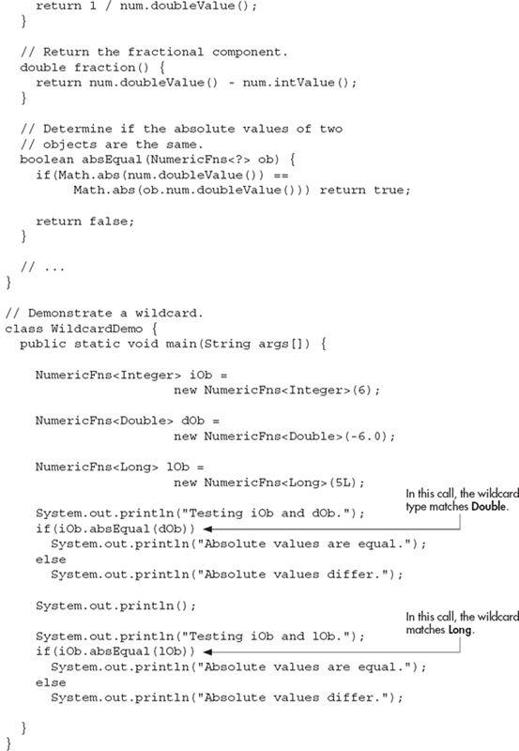 return 1 / num.doubleValue();
}
// Return the fractional component.
double fraction() {
return num.doubleValue() - num.intValue();
}
// Determine if the absolute values of two
// objects are the same.
boolean absEqual(NumericFns<?> ob) {
if(Math.abs(num.doubleValue()) ==
Math.abs(ob.num.doubleValue())) return true;
return false;
}
// ...
}
// Demonstrate a wildcard.
class WildcardDemo {
public static void main(String args[]) {
NumericFns<Integer> iOb =
new NumericFns<Integer>(6);
NumericFns<Double> dOb =
new NumericFns<Double>(-6.0);
NumericFns<Long> lOb =
new NumericFns<Long>(5L);
In this call, the wildcard
type matches Double.
System.out.println("Testing iOb and dOb.");
if(iOb.absEqual(dOb))
System.out.println("Absolute values are equal.");
else
System.out.println("Absolute values differ.");
System.out.println();
In this call, the wildcard
matches Long.
System.out.println("Testing iOb and lOb.");
if(iOb.absEqual(lOb))
System.out.println("Absolute values are equal.");
else
System.out.println("Absolute values differ.");
}
}